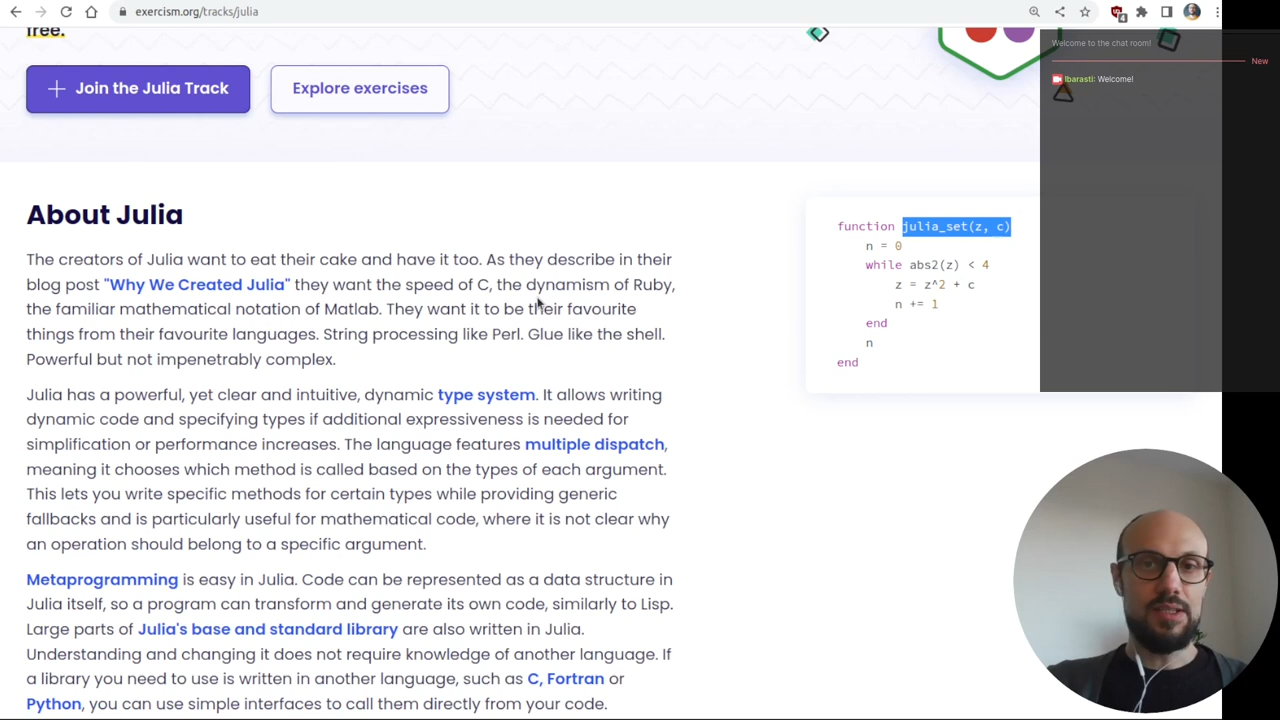 exercism.org/tracks/julia
4
free.
Join the Julia Track
Explore exercises
Welcome to the chat room!
New
lbarasti: Welcome!
About Julia
The creators of Julia want to eat their cake and have it too. As they describe in their
blog post "Why We Created Julia" they want the speed of C, the dynamism of Ruby,
the familiar mathematical notation of Matlab. They want it to be their favourite
things from their favourite languages. String processing like Perl. Glue like the shell.
Powerful but not impenetrably complex.
Julia has a powerful, yet clear and intuitive, dynamic type system. It allows writing
dynamic code and specifying types if additional expressiveness is needed for
simplification or performance increases. The language features multiple dispatch,
meaning it chooses which method is called based on the types of each argument.
This lets you write specific methods for certain types while providing generic
fallbacks and is particularly useful for mathematical code, where it is not clear why
an operation should belong to a specific argument.
Metaprogramming is easy in Julia. Code can be represented as a data structure in
Julia itself, so a program can transform and generate its own code, similarly to Lisp.
Large parts of Julia's base and standard library are also written in Julia.
Understanding and changing it does not require knowledge of another language. If
a library you need to use is written in another language, such as C, Fortran or
Python, you can use simple interfaces to call them directly from your code.
function julia_set(z, c)
n = 0
while abs2(z) < 4
z = z^2 + c
n += 1
end
n
end